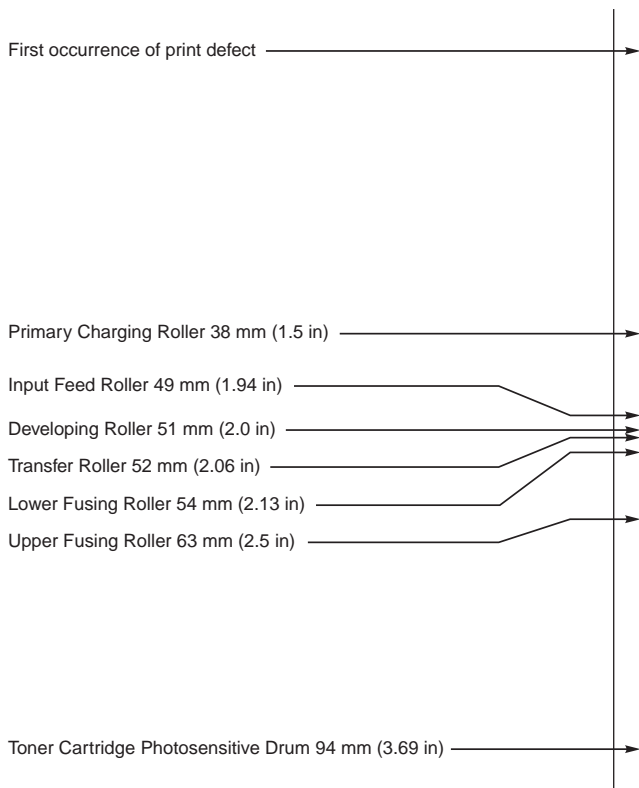 First occurrence of print defect
Primary Charging Roller 38 mm (1.5 in)
Input Feed Roller 49 mm (1.94 in)
Developing Roller 51 mm (2.0 in)
Transfer Roller 52 mm (2.06 in)
Lower Fusing Roller 54 mm (2.13 in)
Upper Fusing Roller 63 mm (2.5 in)
Toner Cartridge Photosensitive Drum 94 mm (3.69 in)